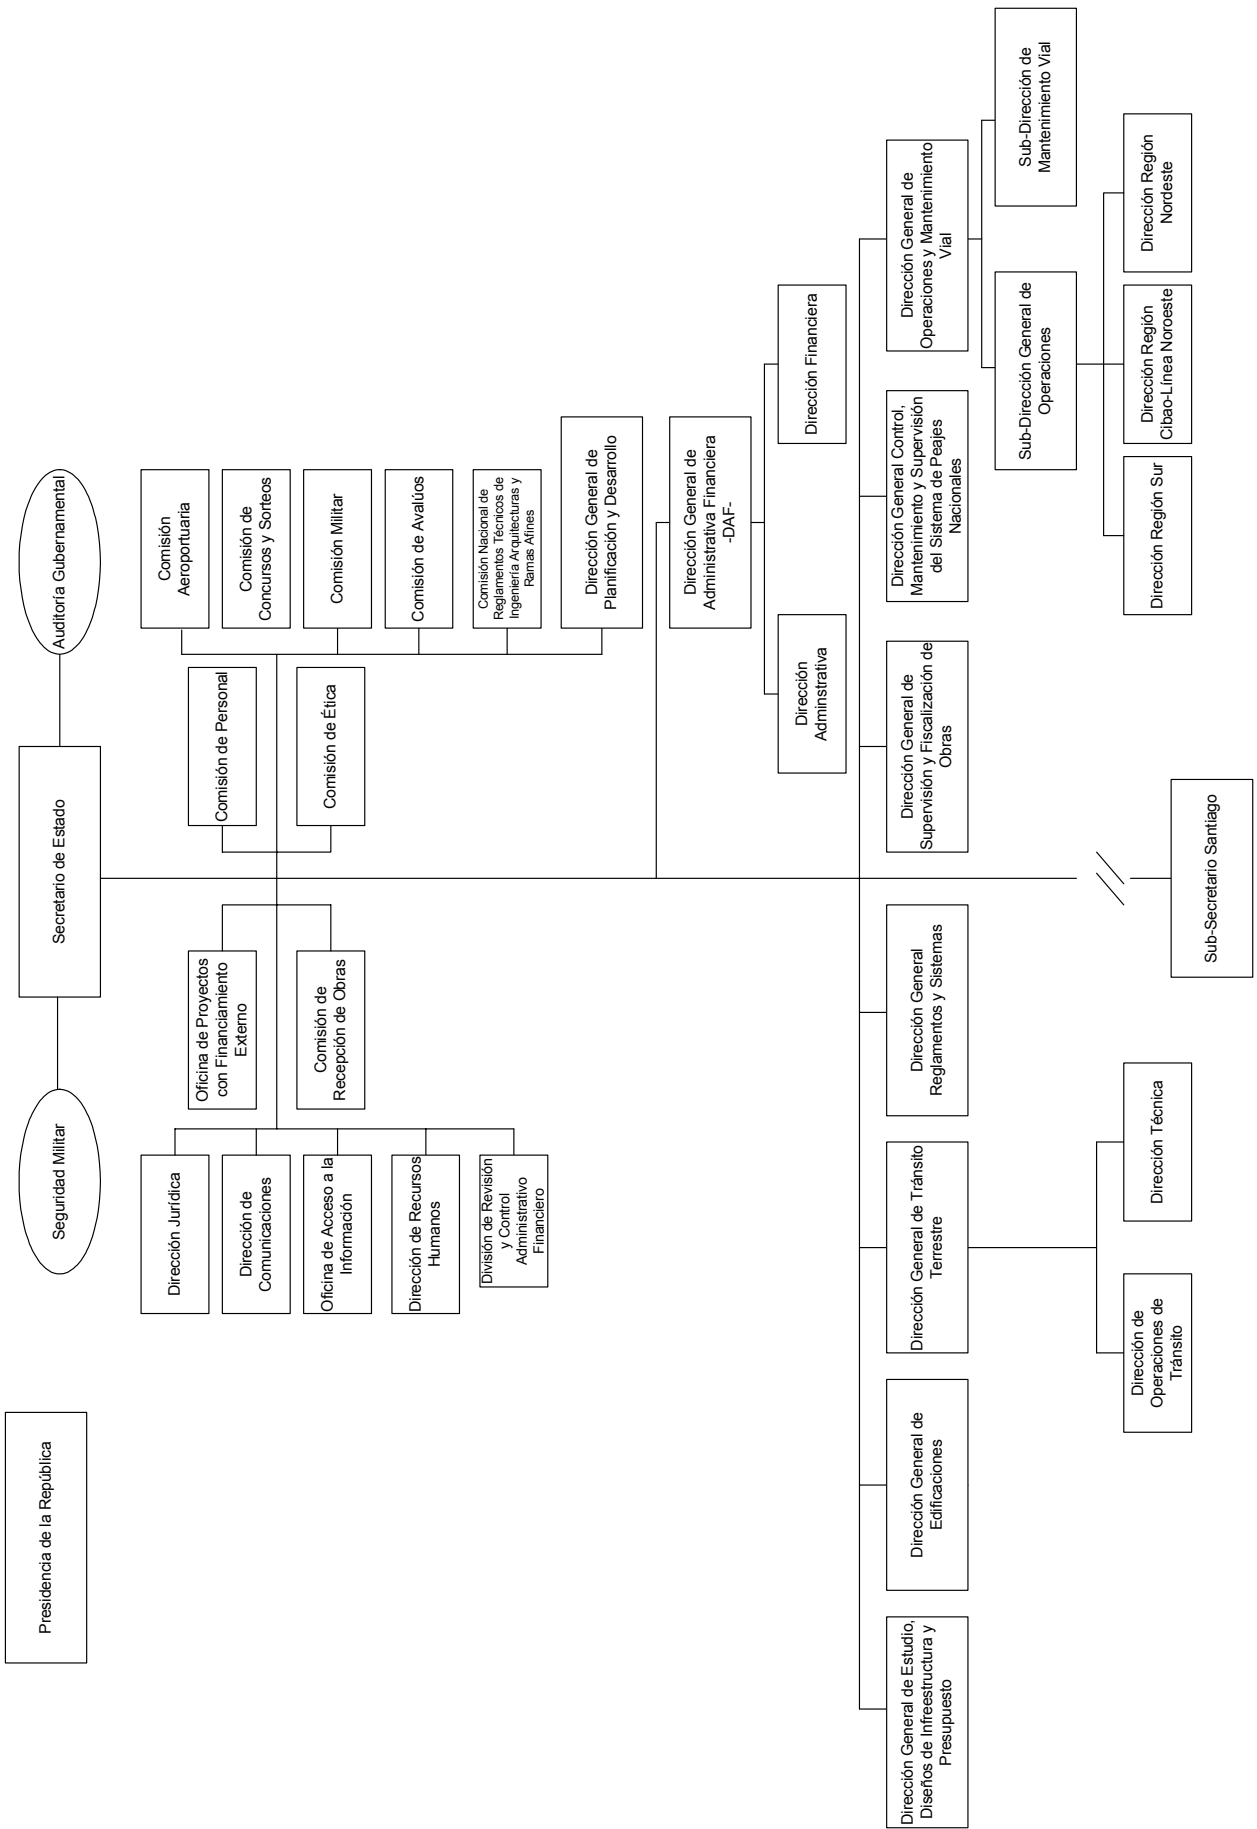 Presidencia de la República
Seguridad Militar
Secretario de Estado
Auditoría Gubernamental
Dirección Jurídica
Dirección de
Comunicaciones
Oficina de Acceso a la
Información
Dirección de Recursos
Humanos
División de Revisión
y Control
Administrativo
Financiero
Oficina de Proyectos
con Financiamiento
Externo
Comisión de
Recepción de Obras
Comisión de Personal
Comisión de Ética
Comisión
Aeroportuaria
Comisión de
Concursos y Sorteos
Comisión Militar
Comisión de Avalúos
Comisión Nacional de
Reglamentos Técnicos de
Ingeniería Arquitecturas y
Ramas Afines
Dirección General de
Planificación y Desarrollo
Dirección General de
Administrativa Financiera
-DAF-
Dirección
Adminstrativa
Dirección Financiera
Dirección General de Estudio,
Diseños de Infreestructura y
Presupuesto
Dirección General de
Edificaciones
Dirección General de Tránsito
Terrestre
Dirección General
Reglamentos y Sistemas
Dirección General de
Supervisión y Fiscalización de
Obras
Dirección General Control,
Mantenimiento y Supervisión
del Sistema de Peajes
Nacionales
Dirección General de
Operaciones y Mantenimiento
Vial
Sub-Dirección General de
Operaciones
Sub-Dirección de
Mantenimiento Vial
Dirección de
Operaciones de
Tránsito
Dirección Técnica
Dirección Región Sur
Dirección Región
Cibao-Línea Noroeste
Dirección Región
Nordeste
Sub-Secretario Santiago